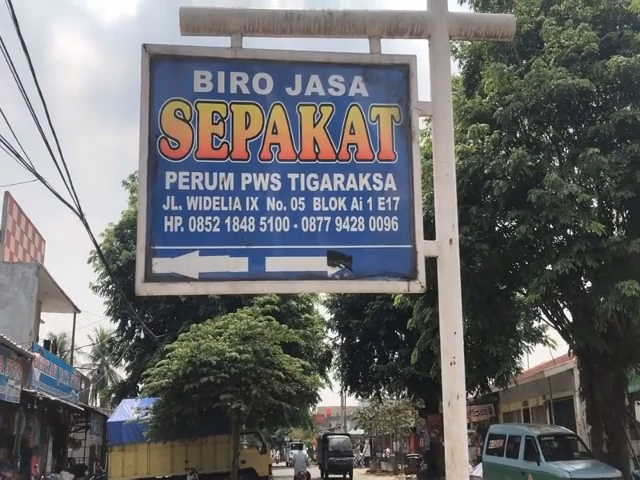 BIRO JASA
SEPAKAT
PERUM PWS TIGARAKSA
JL. WIDELIA IX No. 05 BLOK Ai 1 E17
HP. 0852 1848 5100 - 0877 9428 0096